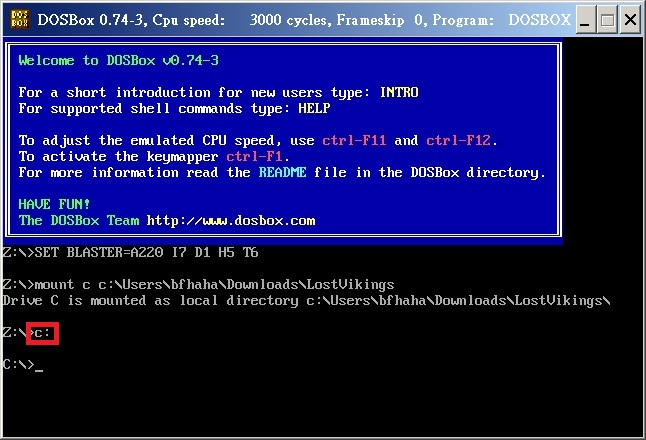 DOS BOX
DOSBox 0.74-3, Cpu speed: 3000 cycles, Frameskip 0, Program: DOSBOX
Welcome to DOSBox v0.74-3
For a short introduction for new users type: INTRO
For supported shell commands type: HELP
To adjust the emulated CPU speed, use ctrl-F11 and ctrl-F12.
To activate the keymapper ctrl-F1.
For more information read the README file in the DOSBox directory.
HAVE FUN!
The DOSBox Team http://www.dosbox.com
Z:\>SET BLASTER=A220 I7 D1 H5 T6
Z:\>mount c c:\Users\bfhaha\Downloads\LostVikings
Drive C is mounted as local directory c:\Users\bfhaha\Downloads\LostVikings\
Z:\>c:
C:\>_